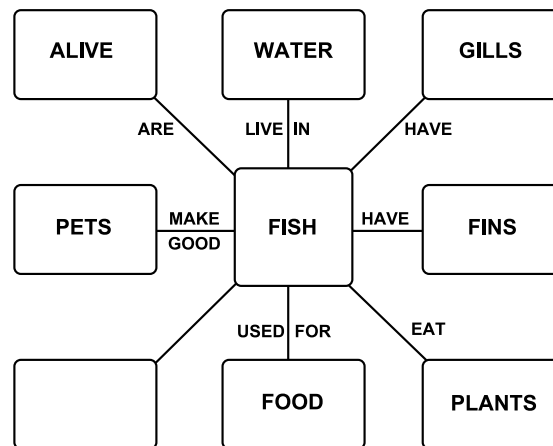 ALIVE
WATER
GILLS
ARE
LIVE IN
HAVE
PETS
MAKE
GOOD
FISH
HAVE
FINS
USED FOR
EAT
FOOD
PLANTS